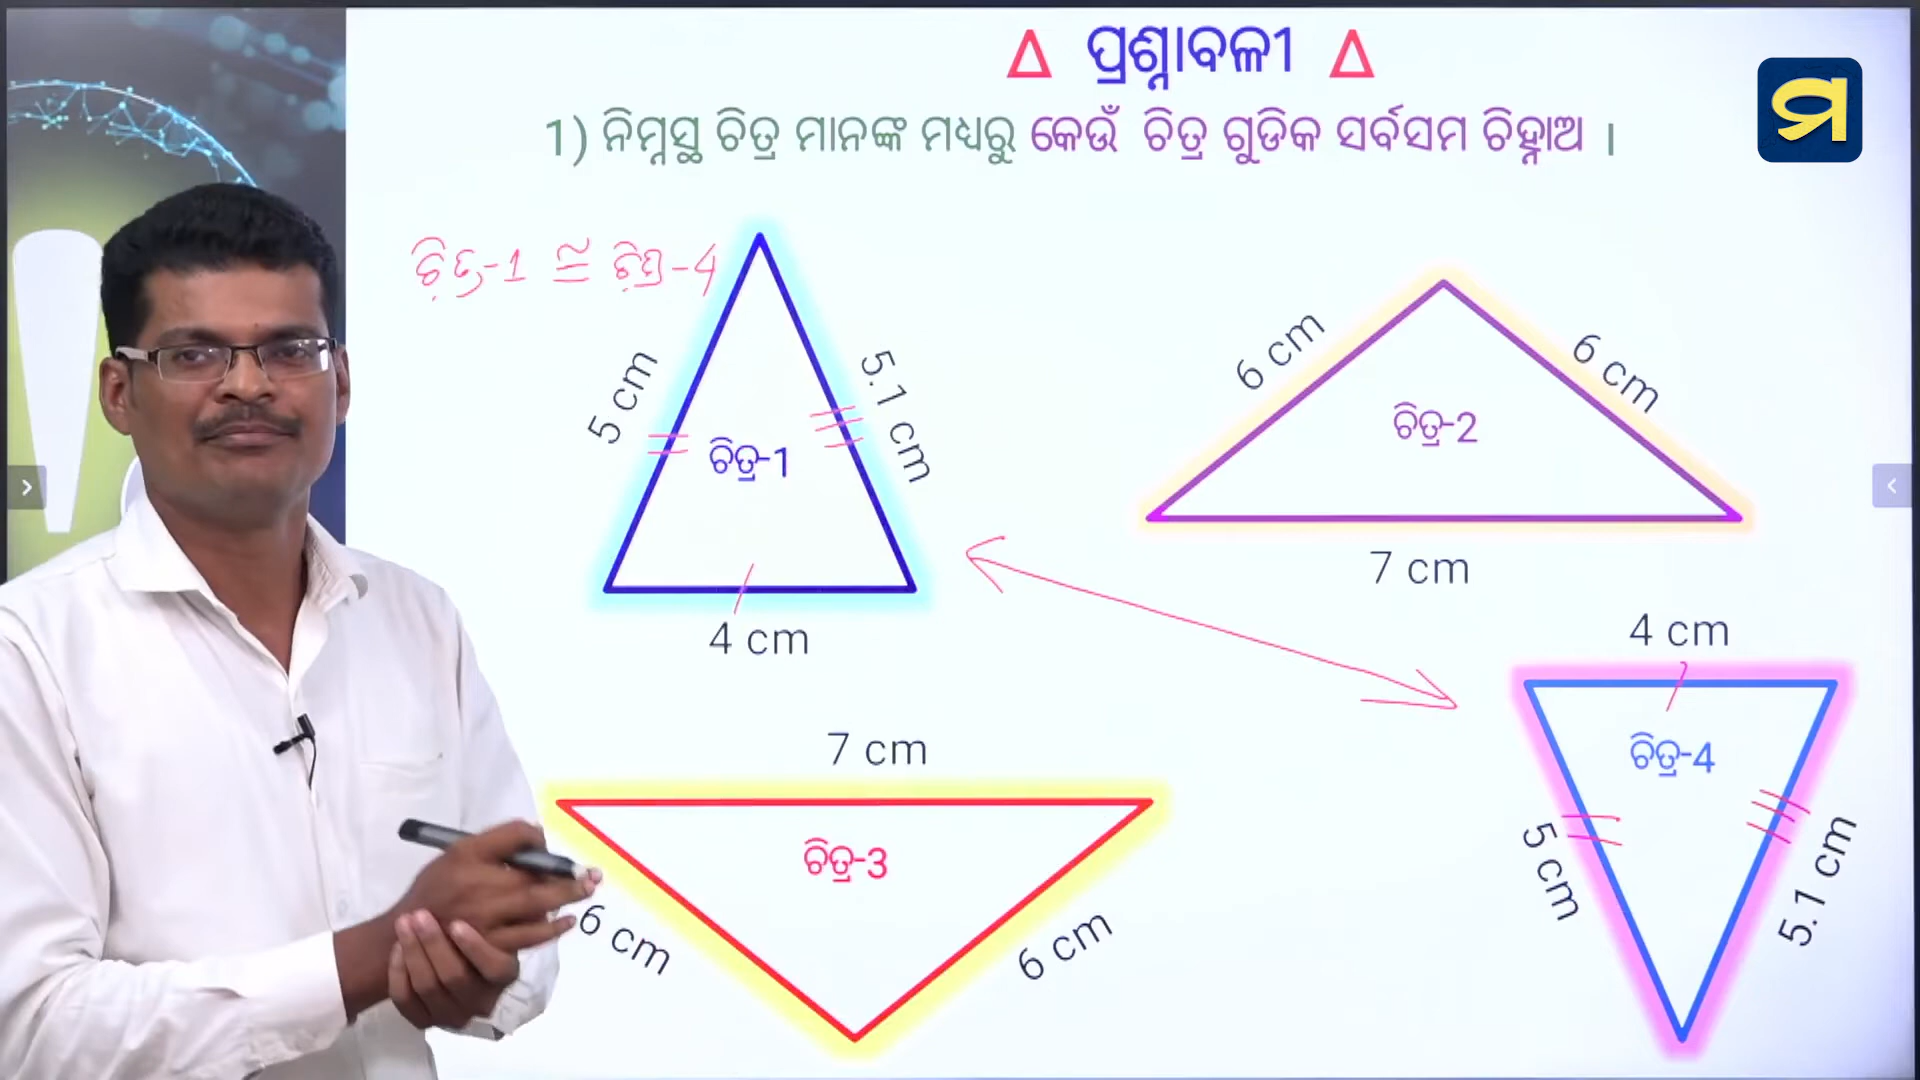 Δ ପ୍ରଶ୍ନାବଳୀ Δ
ମ
1) ନିମ୍ନସ୍ଥ ଚିତ୍ର ମାନଙ୍କ ମଧ୍ୟରୁ କେଉଁ ଚିତ୍ର ଗୁଡିକ ସର୍ବସମ ଚିହ୍ନାଅ ।
ଚିତ୍ର-1 ≅ ଚିତ୍ର-4
5 cm
5.1 cm
ଚିତ୍ର-1
4 cm
6 cm
6 cm
ଚିତ୍ର-2
7 cm
7 cm
ଚିତ୍ର-3
6 cm
6 cm
4 cm
ଚିତ୍ର-4
5 cm
5.1 cm